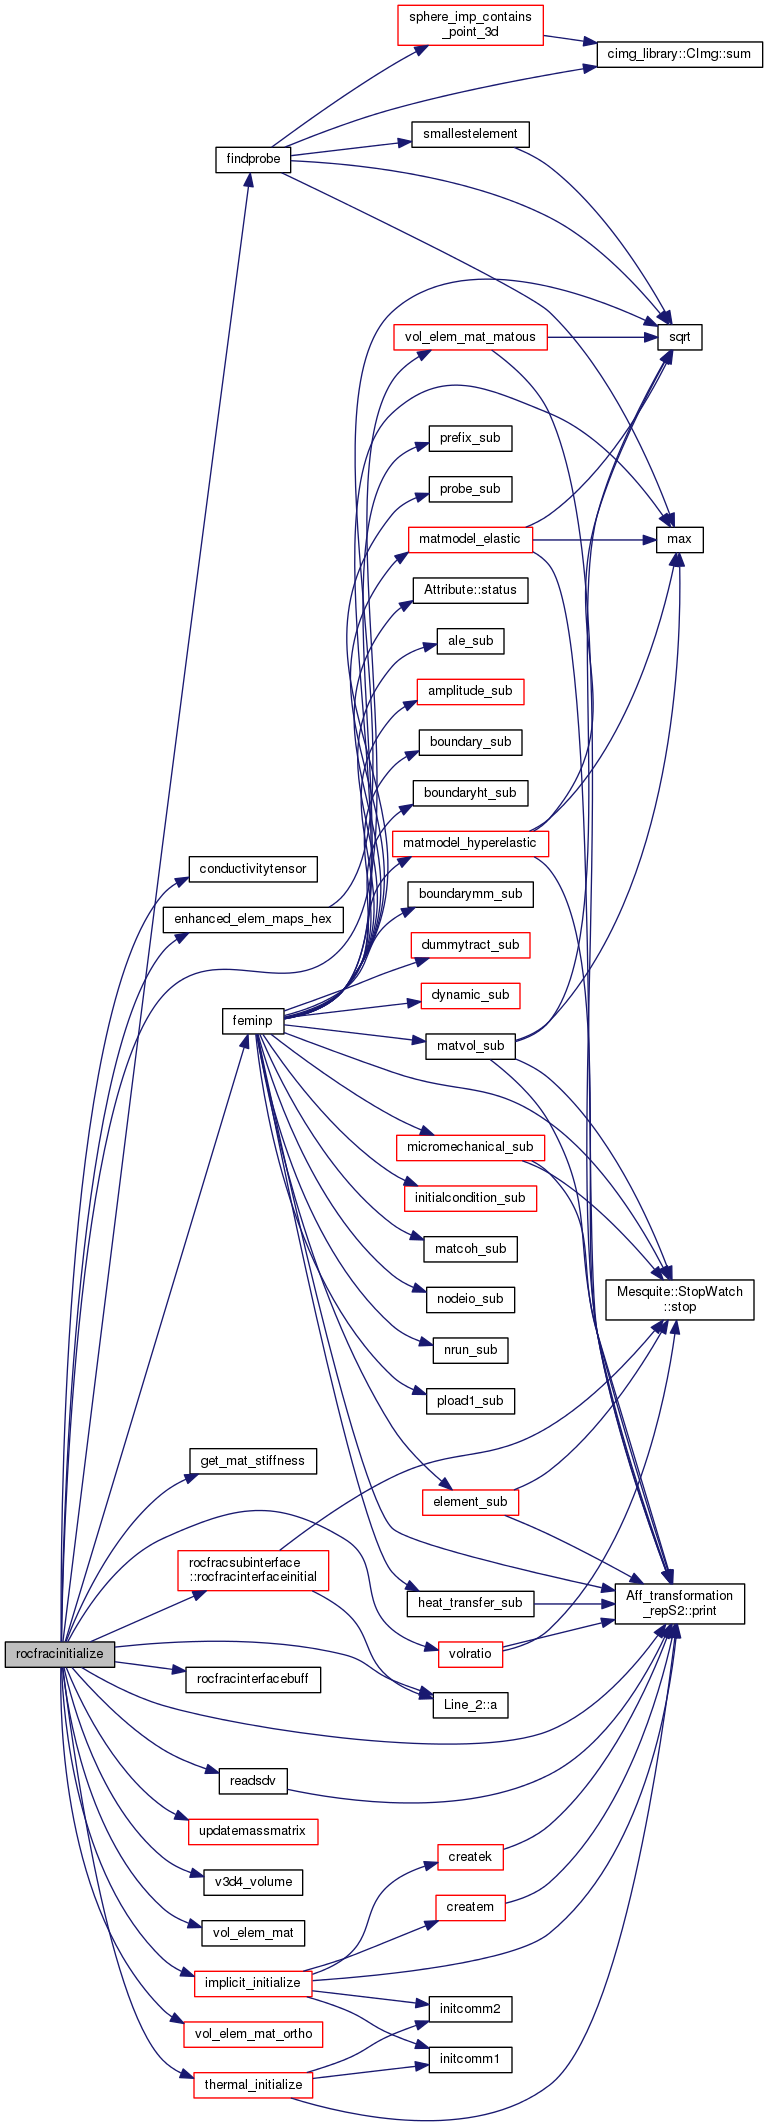 sphere_imp_contains
_point_3d
cimg_library::CImg::sum
smallestelement
findprobe
sqrt
vol_elem_mat_matous
prefix_sub
probe_sub
matmodel_elastic
max
Attribute::status
ale_sub
amplitude_sub
boundary_sub
boundaryht_sub
matmodel_hyperelastic
conductivitytensor
boundarymm_sub
enhanced_elem_maps_hex
dummytract_sub
dynamic_sub
feminp
matvol_sub
micromechanical_sub
initialcondition_sub
matcoh_sub
Mesquite::StopWatch
::stop
nodeio_sub
nrun_sub
pload1_sub
get_mat_stiffness
element_sub
rocfracsubinterface
::rocfracinterfaceinitial
heat_transfer_sub
Aff_transformation
_repS2::print
rocfracinitialize
volratio
rocfracinterfacebuff
Line_2::a
readsdv
updatemassmatrix
createk
v3d4_volume
createm
vol_elem_mat
implicit_initialize
initcomm2
vol_elem_mat_ortho
initcomm1
thermal_initialize